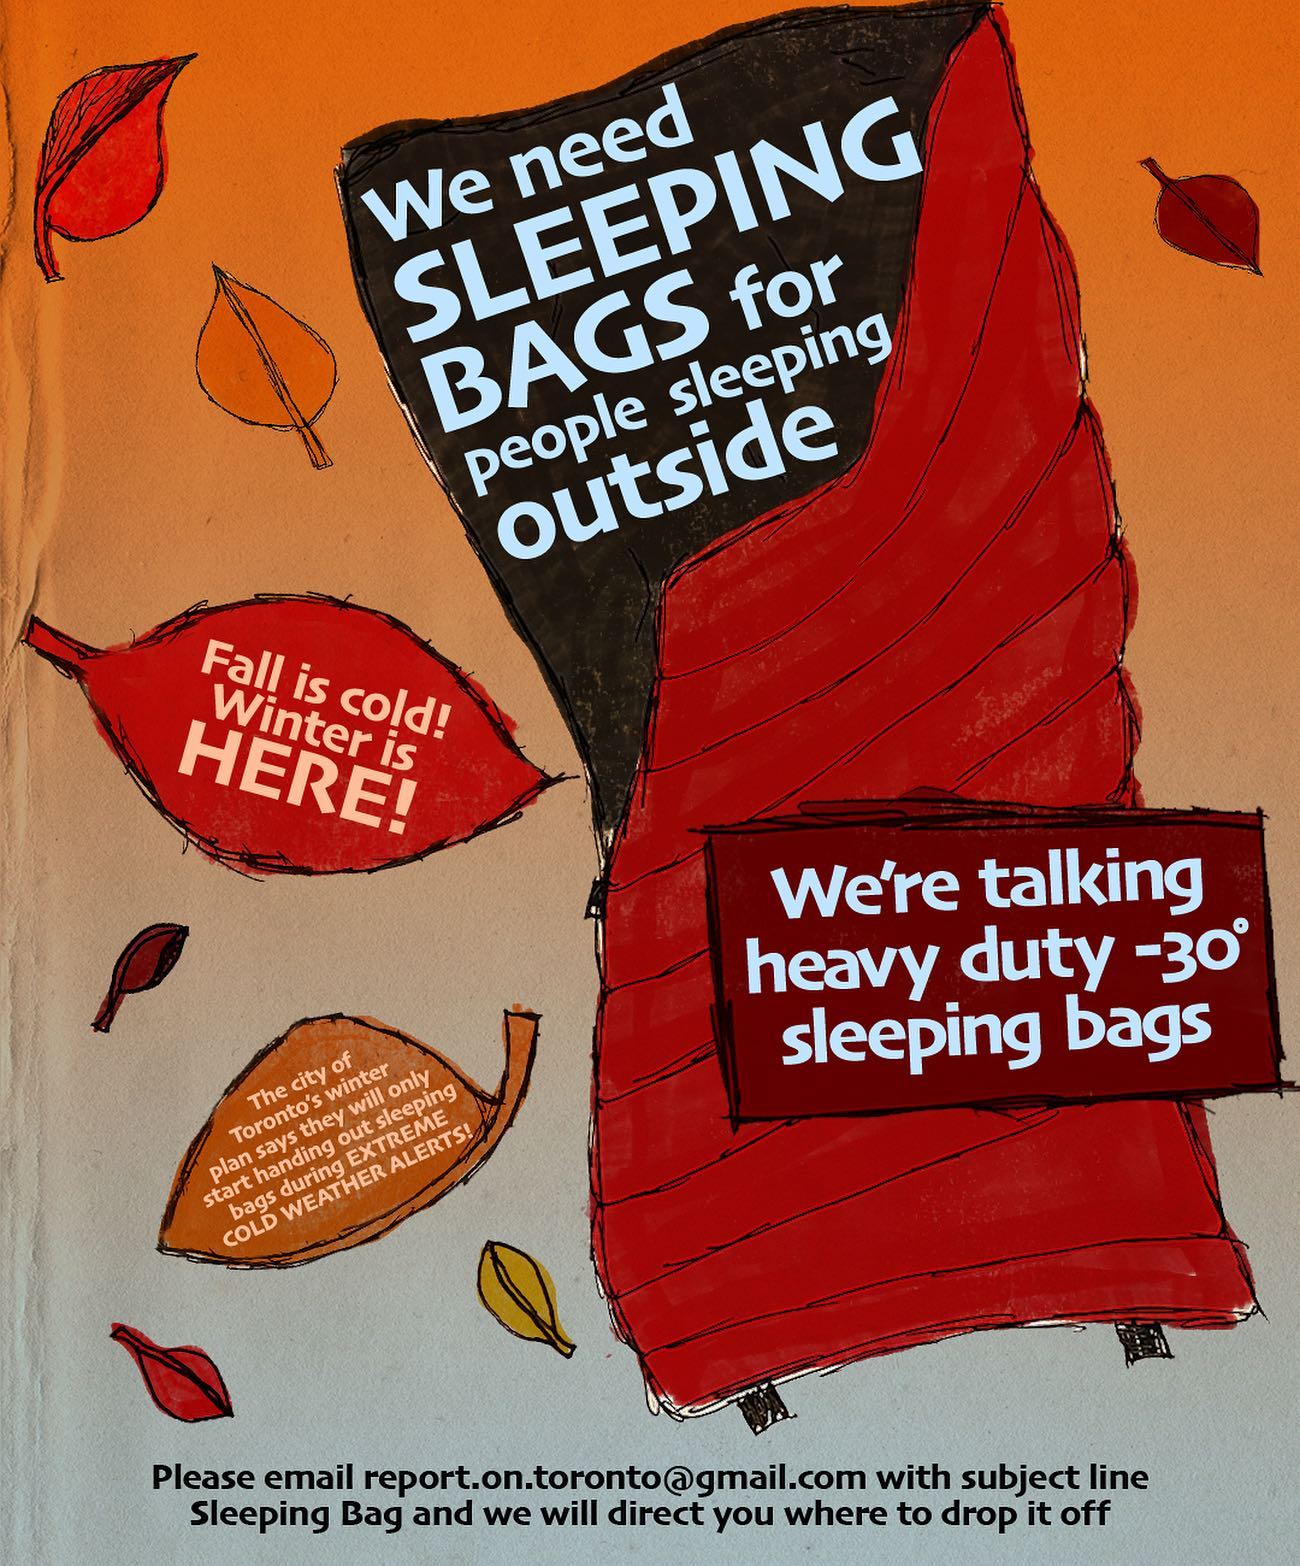 We need
SLEEPING
BAGS for
people sleeping
outside
Fall is cold!
Winter is
HERE!
We're talking
heavy duty -30°
sleeping bags
The city of
Toronto's winter
plan says they will only
start handing out sleeping
bags during EXTREME
COLD WEATHER ALERTS!
Please email report.on.toronto@gmail.com with subject line
Sleeping Bag and we will direct you where to drop it off